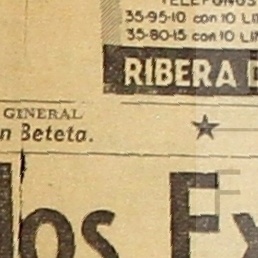 TELEFONOS
35-95-10 con 10 LI
35-80-15 con 10 LI
RIBERA D
GENERAL
n Beteta.
los Ex
F